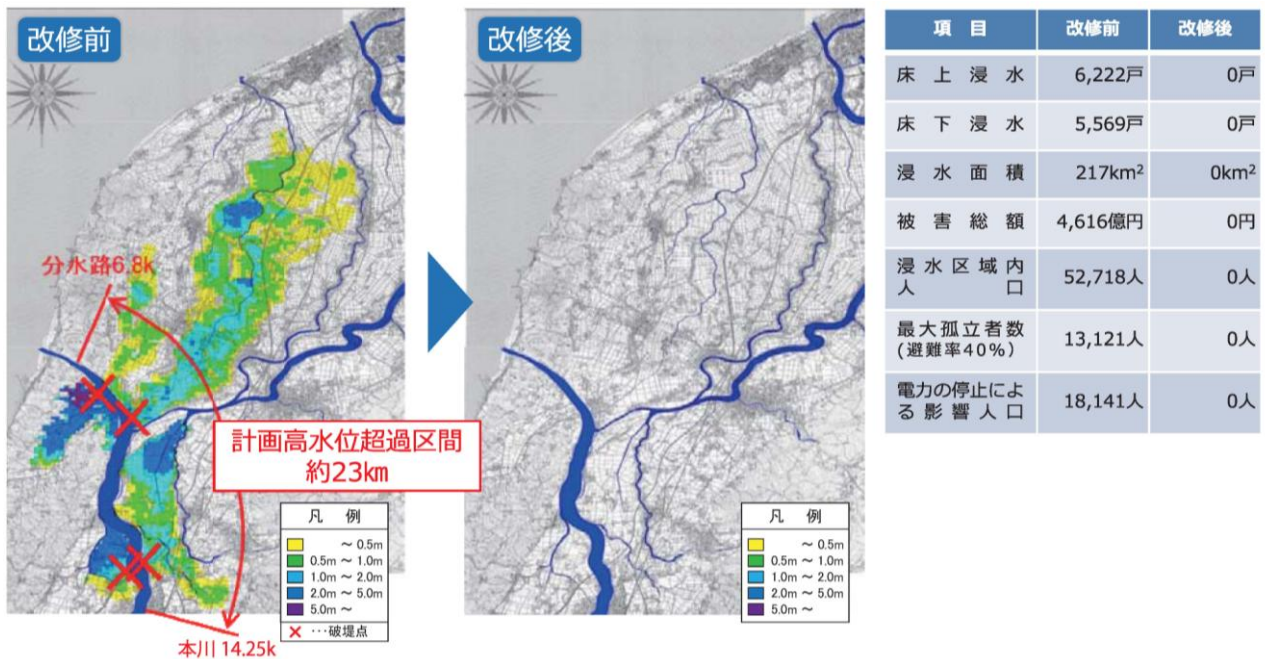 改修前
分水路6.8k
計画高水位超過区間
約23km
本川 14.25k
凡 例
～ 0.5m
0.5m ～ 1.0m
1.0m ～ 2.0m
2.0m ～ 5.0m
5.0m ～
×…破堤点
改修後
凡 例
～ 0.5m
0.5m ～ 1.0m
1.0m ～ 2.0m
2.0m ～ 5.0m
5.0m ～
項 目 改修前 改修後
床上浸水 6,222戸 0戸
床下浸水 5,569戸 0戸
浸水面積 217km² 0km²
被害総額 4,616億円 0円
浸水区域内
人口 52,718人 0人
最大孤立者数
(避難率40%) 13,121人 0人
電力の停止によ
る影響人口 18,141人 0人